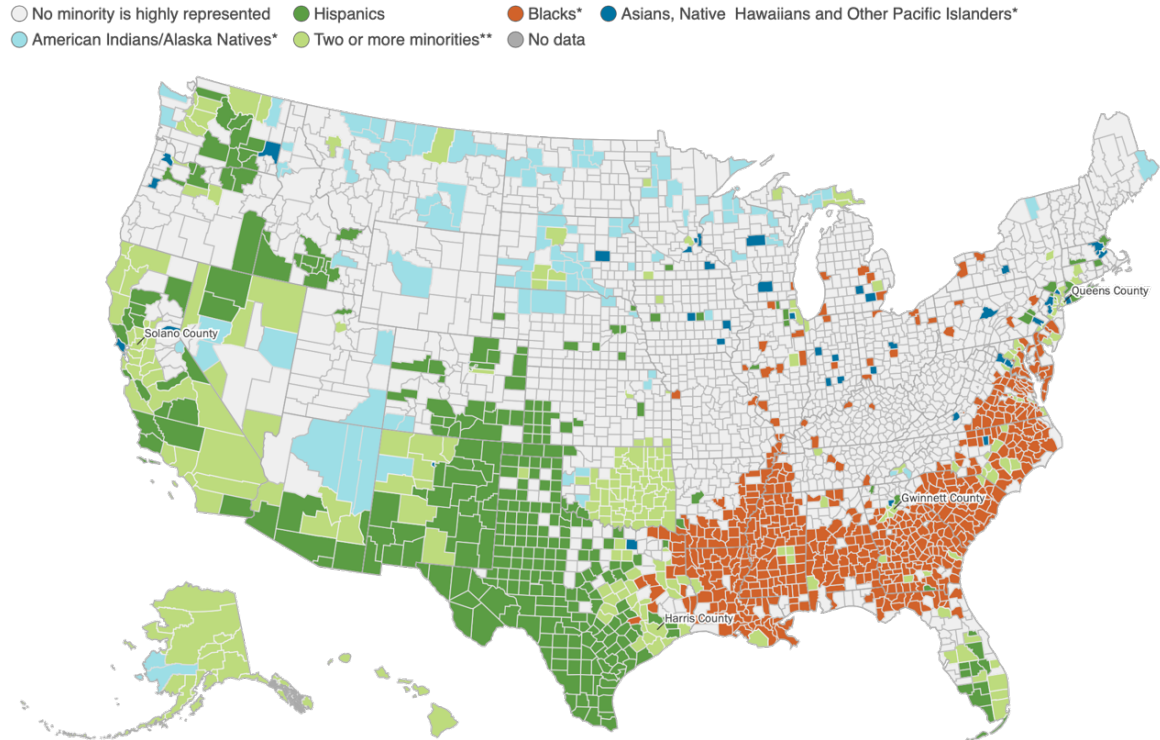 No minority is highly represented Hispanics Blacks* Asians, Native Hawaiians and Other Pacific Islanders*
American Indians/Alaska Natives* Two or more minorities** No data
Queens County
Solano County
Gwinnett County
Harris County